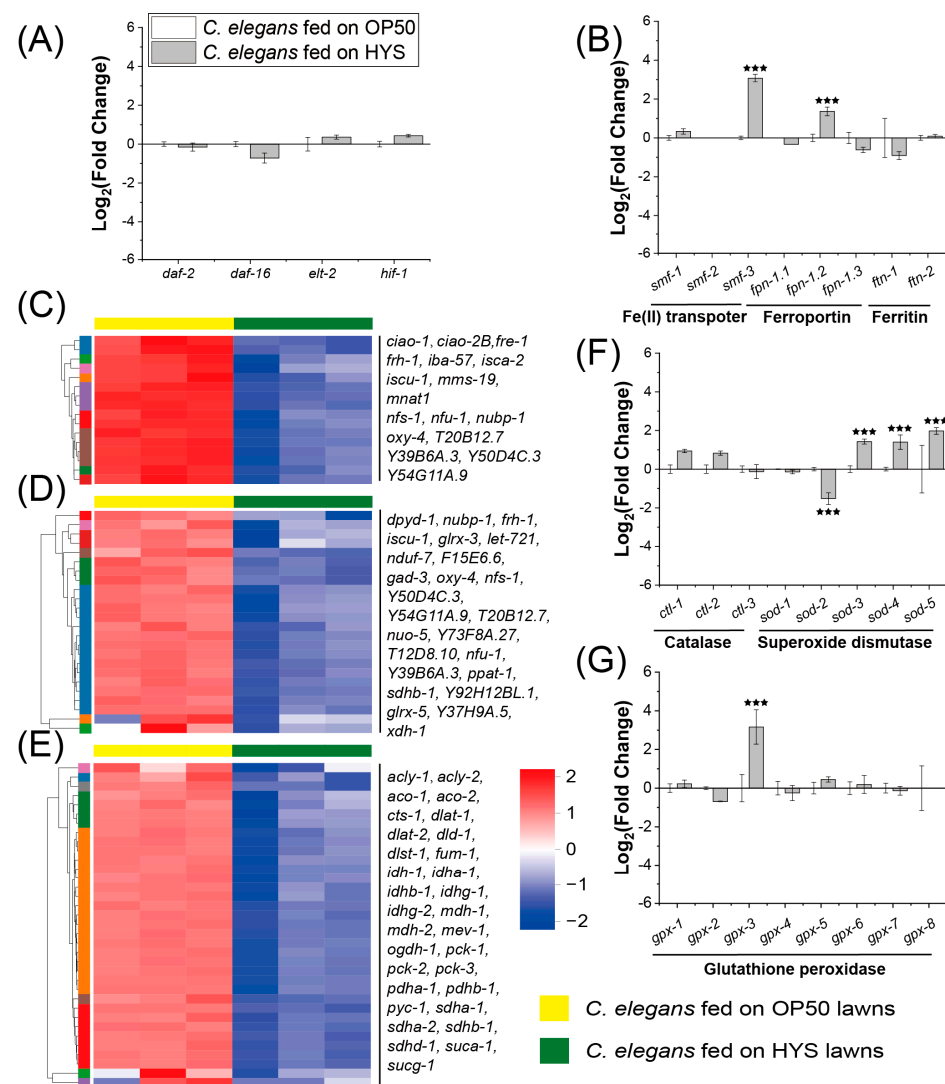 (A)
C. elegans fed on OP50
C. elegans fed on HYS
Log2(Fold Change)
6
4
2
0
-2
-4
-6
daf-2 daf-16 elt-2 hif-1
(B)
Log2(Fold Change)
6
4
2
0
-2
-4
-6
★★★
★★★
smf-1 smf-2 smf-3 fpn-1.1 fpn-1.2 fpn-1.3 ftn-1 ftn-2
Fe(II) transpoter Ferroportin Ferritin
(C)
ciao-1, ciao-2B,fre-1
frh-1, iba-57, isca-2
iscu-1, mms-19,
mnat1
nfs-1, nfu-1, nubp-1
oxy-4, T20B12.7
Y39B6A.3, Y50D4C.3
Y54G11A.9
(D)
dpyd-1, nubp-1, frh-1,
iscu-1, glrx-3, let-721,
nduf-7, F15E6.6,
gad-3, oxy-4, nfs-1,
Y50D4C.3,
Y54G11A.9, T20B12.7,
nuo-5, Y73F8A.27,
T12D8.10, nfu-1,
Y39B6A.3, ppat-1,
sdhb-1, Y92H12BL.1,
glrx-5, Y37H9A.5,
xdh-1
(E)
acly-1, acly-2,
aco-1, aco-2,
cts-1, dlat-1,
dlat-2, dld-1,
dlst-1, fum-1,
idh-1, idha-1,
idhb-1, idhg-1,
idhg-2, mdh-1,
mdh-2, mev-1,
ogdh-1, pck-1,
pck-2, pck-3,
pdha-1, pdhb-1,
pyc-1, sdha-1,
sdha-2, sdhb-1,
sdhd-1, suca-1,
sucg-1
2
1
0
−1
−2
(F)
Log2(Fold Change)
6
4
2
0
-2
-4
-6
★★★
★★★
★★★
★★★
ctl-1 ctl-2 ctl-3 sod-1 sod-2 sod-3 sod-4 sod-5
Catalase Superoxide dismutase
(G)
Log2(Fold Change)
6
4
2
0
-2
-4
-6
★★★
gpx-1 gpx-2 gpx-3 gpx-4 gpx-5 gpx-6 gpx-7 gpx-8
Glutathione peroxidase
C. elegans fed on OP50 lawns
C. elegans fed on HYS lawns